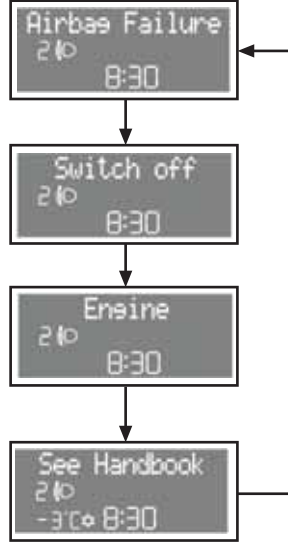 Airbag Failure
2
8:30
Switch off
2
8:30
Engine
2
8:30
See Handbook
2
-3°C 8:30